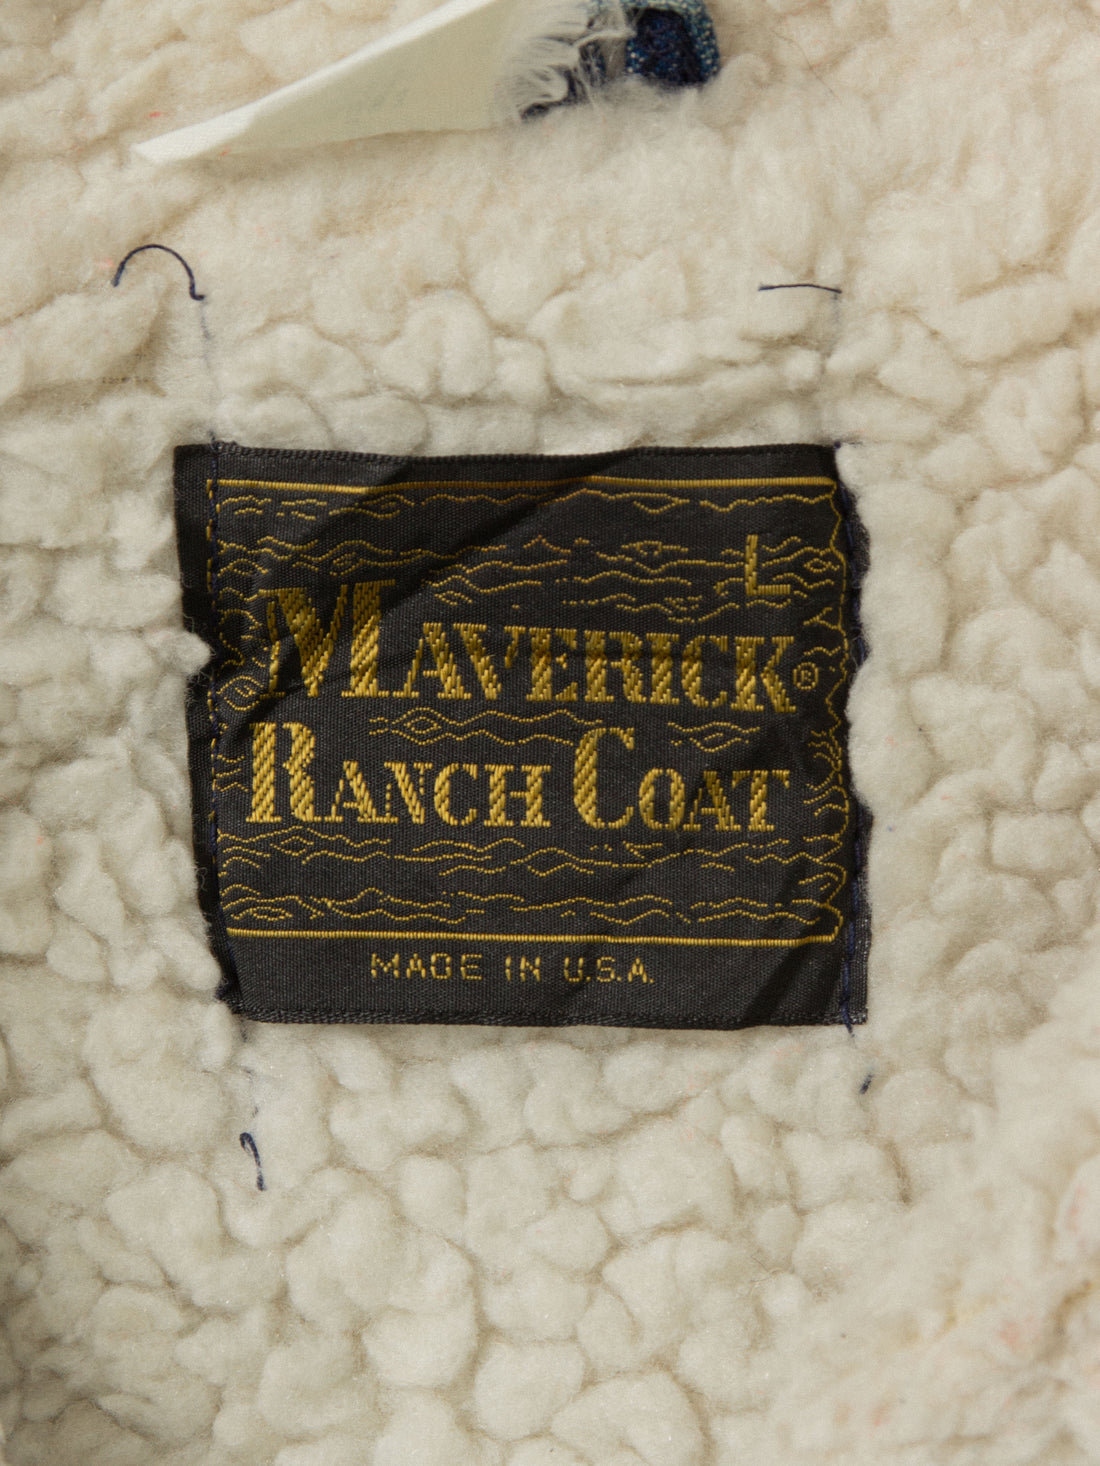 L
MAVERICK®
RANCH COAT
MADE IN U.S.A.